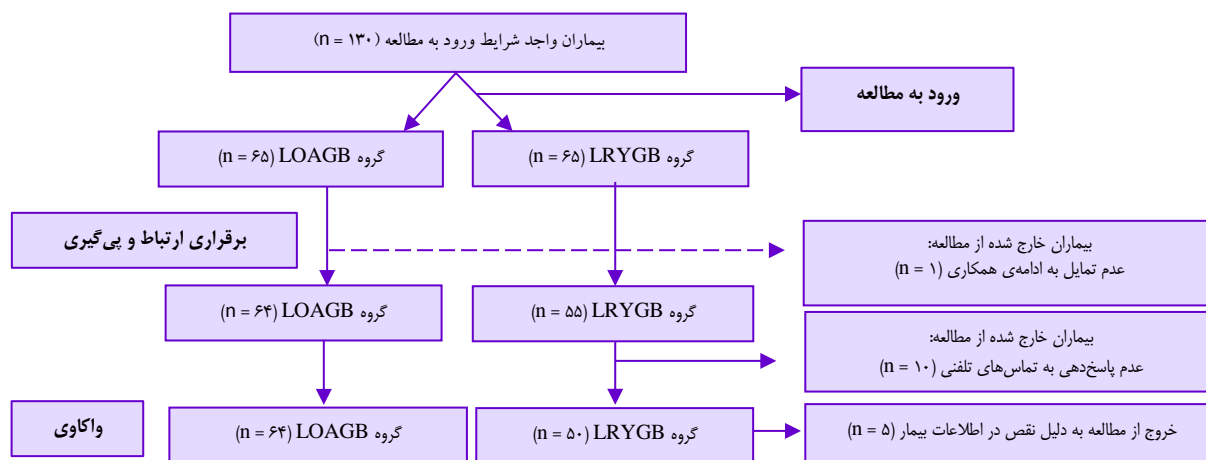 بیماران واجد شرایط ورود به مطالعه (n = ۱۳۰)
ورود به مطالعه
گروه LRYGB (n = ۶۵)
گروه LOAGB (n = ۶۵)
برقراری ارتباط و پی‌گیری
بیماران خارج شده از مطالعه:
عدم تمایل به ادامه‌ی همکاری (n = ۱)
گروه LRYGB (n = ۵۵)
گروه LOAGB (n = ۶۴)
بیماران خارج شده از مطالعه:
عدم پاسخ‌دهی به تماس‌های تلفنی (n = ۱۰)
واکاوی
خروج از مطالعه به دلیل نقص در اطلاعات بیمار (n = ۵)
گروه LRYGB (n = ۵۰)
گروه LOAGB (n = ۶۴)